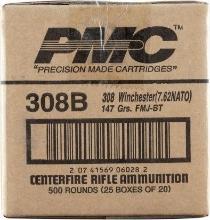 PMC™
"PRECISION MADE CARTRIDGES"
308B
308 Winchester(7.62NATO)
147 Grs. FMJ-BT
2 07 41569 06028 2
CENTERFIRE RIFLE AMMUNITION
500 ROUNDS (25 BOXES OF 20)